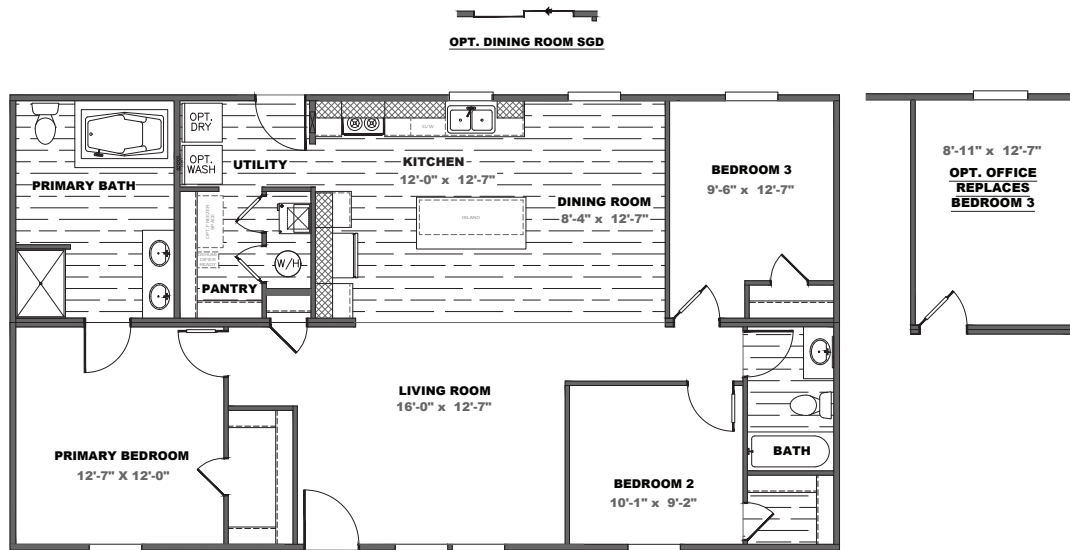 OPT. DINING ROOM SGD
OPT.
DRY
OPT.
WASH
UTILITY
KITCHEN
12'-0" x 12'-7"
PRIMARY BATH
DINING ROOM
8'-4" x 12'-7"
BEDROOM 3
9'-6" x 12'-7"
8'-11" x 12'-7"
OPT. OFFICE
REPLACES
BEDROOM 3
ISLAND
OPT. FREEZER
SPACE
W/H
PANTRY
LIVING ROOM
16'-0" x 12'-7"
PRIMARY BEDROOM
12'-7" X 12'-0"
BATH
BEDROOM 2
10'-1" x 9'-2"